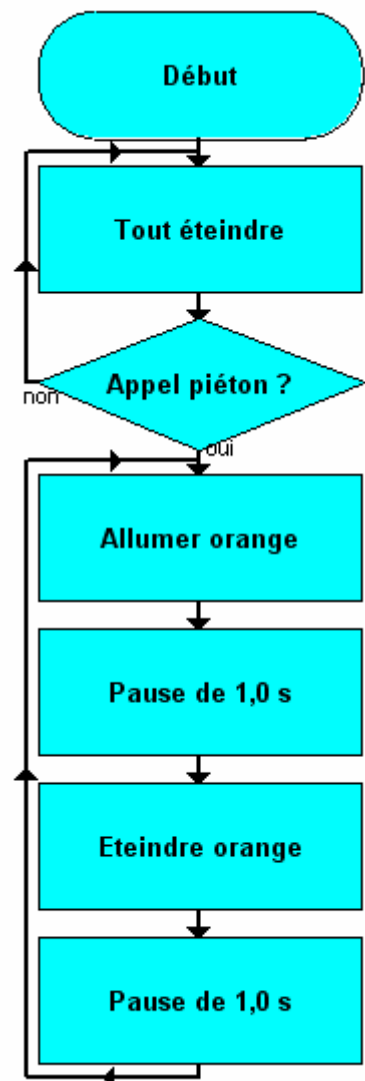 Début
Tout éteindre
Appel piéton ?
non
oui
Allumer orange
Pause de 1,0 s
Eteindre orange
Pause de 1,0 s